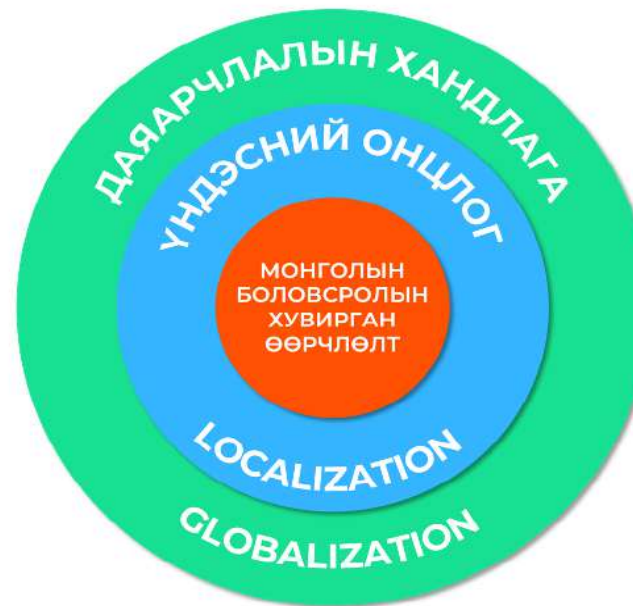 ДАЯАРЧЛАЛЫН ХАНДЛАГА
ҮНДЭСНИЙ ОНЦЛОГ
МОНГОЛЫН
БОЛОВСРОЛЫН
ХУВИРГАН
ӨӨРЧЛӨЛТ
LOCALIZATION
GLOBALIZATION